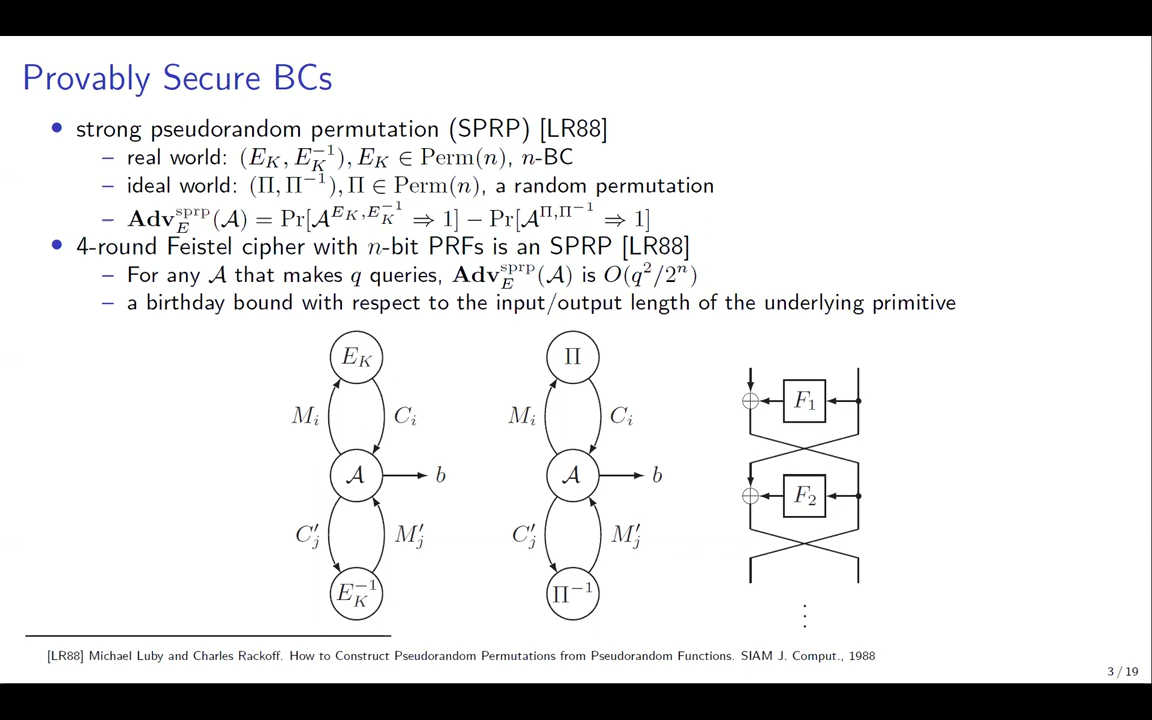 Provably Secure BCs
• strong pseudorandom permutation (SPRP) [LR88]
– real world: (E_K, E_K^{-1}), E_K ∈ Perm(n), n-BC
– ideal world: (Π, Π^{-1}), Π ∈ Perm(n), a random permutation
– Adv_E^{sprp}(𝒜) = Pr[𝒜^{E_K, E_K^{-1}} ⇒ 1] − Pr[𝒜^{Π,Π^{-1}} ⇒ 1]
• 4-round Feistel cipher with n-bit PRFs is an SPRP [LR88]
– For any 𝒜 that makes q queries, Adv_E^{sprp}(𝒜) is O(q^2/2^n)
– a birthday bound with respect to the input/output length of the underlying primitive
E_K
Π
M_i
C_i
M_i
C_i
F_1
𝒜
b
𝒜
b
F_2
C'_j
M'_j
C'_j
M'_j
E_K^{-1}
Π^{-1}
⋮
[LR88] Michael Luby and Charles Rackoff. How to Construct Pseudorandom Permutations from Pseudorandom Functions. SIAM J. Comput., 1988
3 / 19